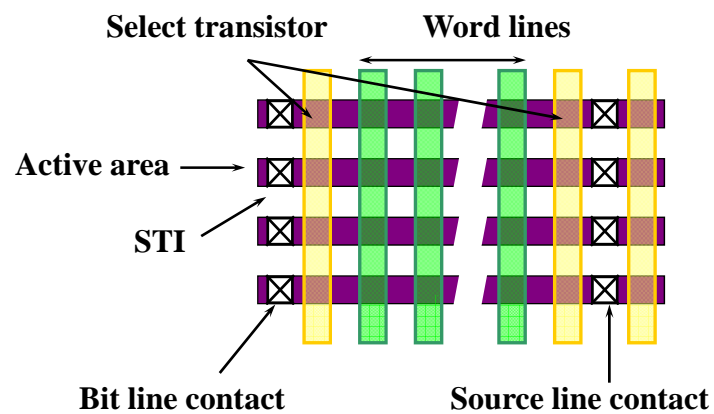 Select transistor
Word lines
Active area
STI
Bit line contact
Source line contact